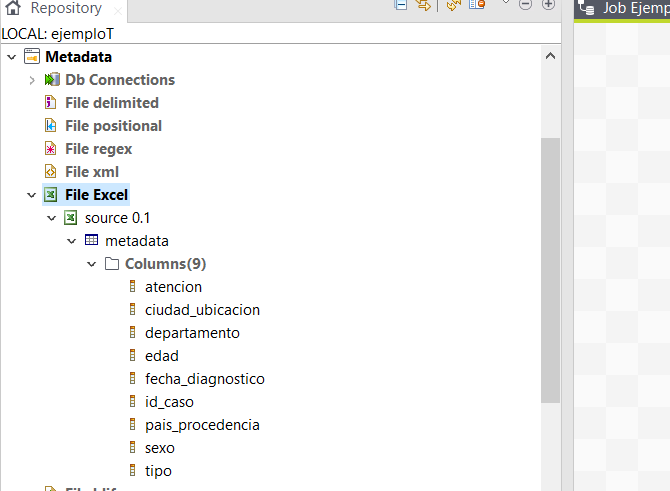 Repository
Job Ejemp
LOCAL: ejemploT
Metadata
Db Connections
File delimited
File positional
File regex
File xml
File Excel
source 0.1
metadata
Columns(9)
atencion
ciudad_ubicacion
departamento
edad
fecha_diagnostico
id_caso
pais_procedencia
sexo
tipo